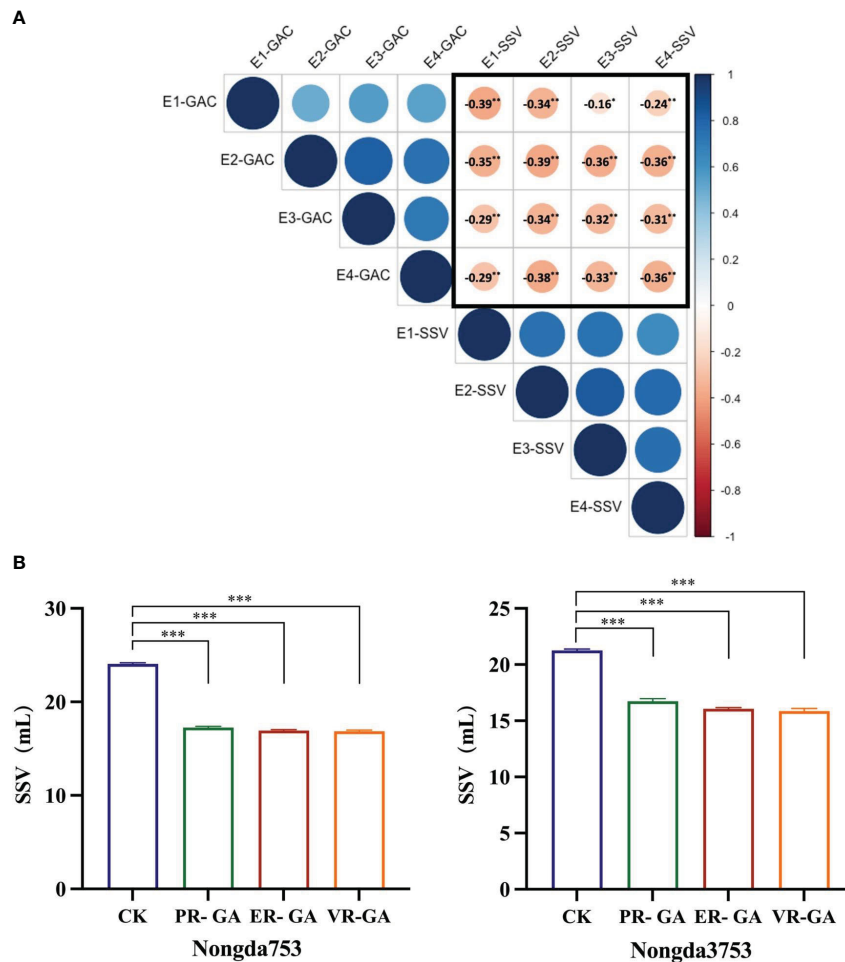 A
E1-GAC E2-GAC E3-GAC E4-GAC E1-SSV E2-SSV E3-SSV E4-SSV
E1-GAC -0.39** -0.34** -0.16* -0.24**
E2-GAC -0.35** -0.39** -0.36** -0.36**
E3-GAC -0.29** -0.34** -0.32** -0.31**
E4-GAC -0.29** -0.38** -0.33** -0.36**
E1-SSV
E2-SSV
E3-SSV
E4-SSV
1
0.8
0.6
0.4
0.2
0
-0.2
-0.4
-0.6
-0.8
-1
B
SSV (mL)
30
20
10
0
***
***
***
CK PR- GA ER- GA VR-GA
Nongda753
SSV (mL)
25
20
15
10
5
0
***
***
***
CK PR- GA ER- GA VR-GA
Nongda3753